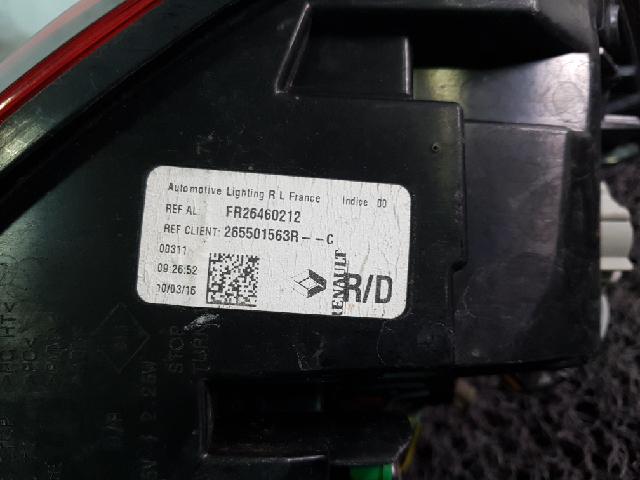 Automotive Lighting R L France Indice 00
REF AL: FR26460212
REF CLIENT: 265501563R--C
00311
09:26:52
10/03/16
RENAULT
R/D
STOP